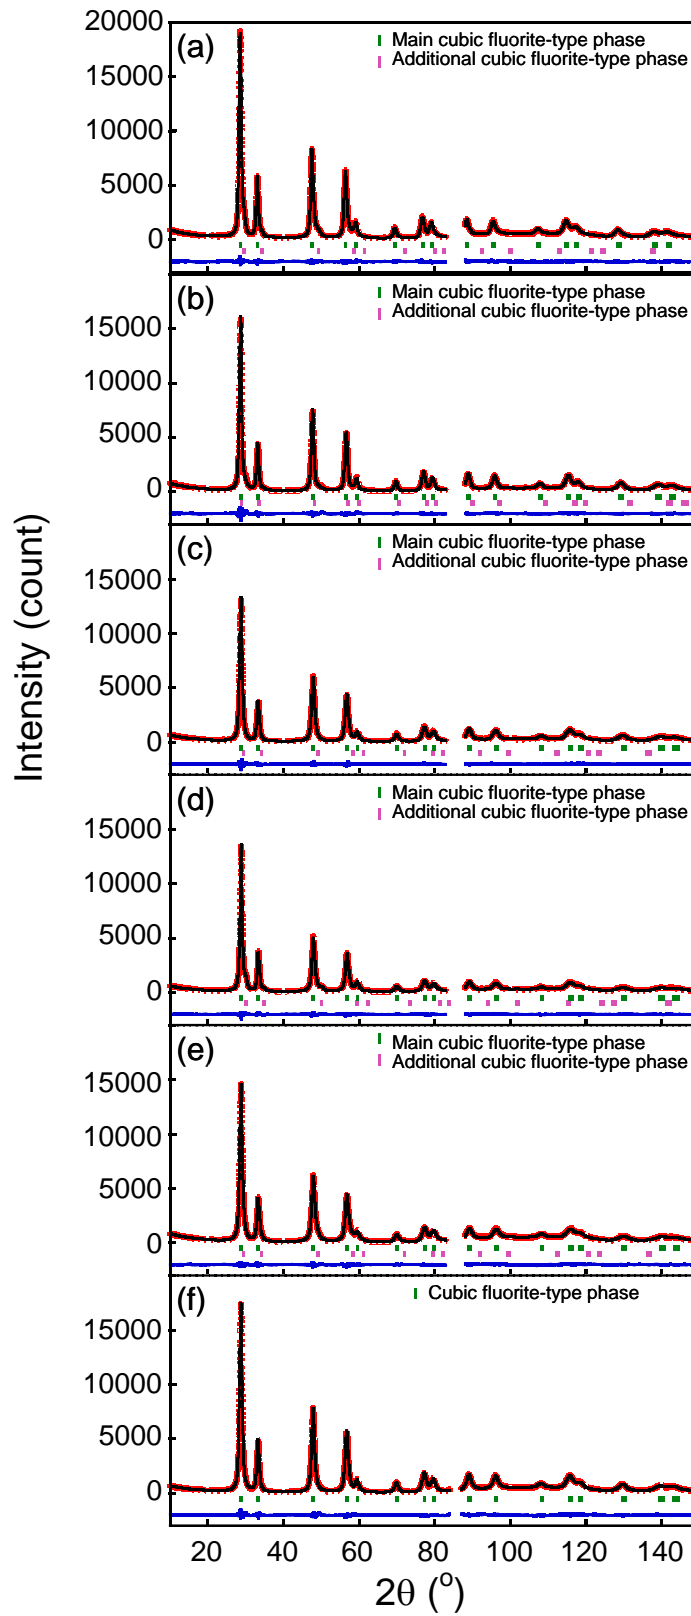 20000
(a)
Main cubic fluorite-type phase
Additional cubic fluorite-type phase
15000
10000
5000
0
(b)
Main cubic fluorite-type phase
Additional cubic fluorite-type phase
15000
10000
5000
0
(c)
Main cubic fluorite-type phase
Additional cubic fluorite-type phase
15000
10000
5000
0
Intensity (count)
(d)
Main cubic fluorite-type phase
Additional cubic fluorite-type phase
15000
10000
5000
0
(e)
Main cubic fluorite-type phase
Additional cubic fluorite-type phase
15000
10000
5000
0
(f)
Cubic fluorite-type phase
15000
10000
5000
0
20 40 60 80 100 120 140
2θ (°)